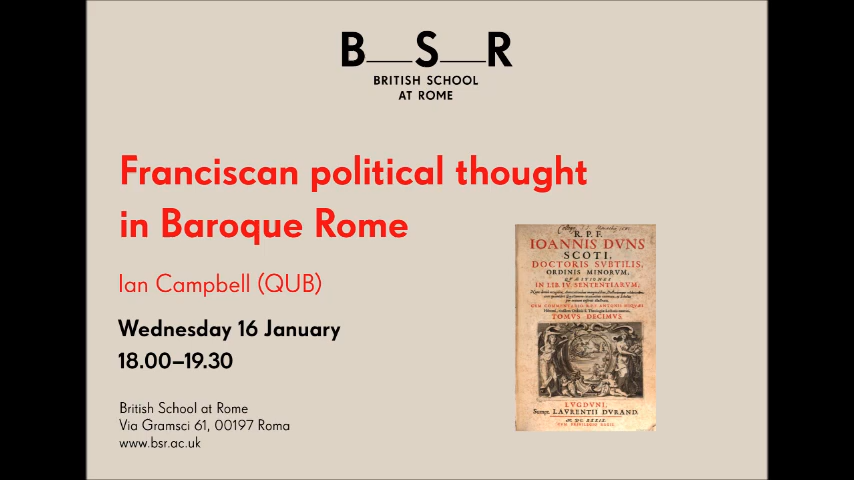 B__S__R
BRITISH SCHOOL
AT ROME
Franciscan political thought
in Baroque Rome
Ian Campbell (QUB)
Wednesday 16 January
18.00–19.30
British School at Rome
Via Gramsci 61, 00197 Roma
www.bsr.ac.uk
R. P. F.
IOANNIS DVNS
SCOTI,
DOCTORIS SVBTILIS,
ORDINIS MINORVM,
QVÆSTIONES
IN LIB. IV. SENTENTIARVM,
TOMVS DECIMVS.
LVGDVNI,
Sumpt. LAVRENTII DVRAND.